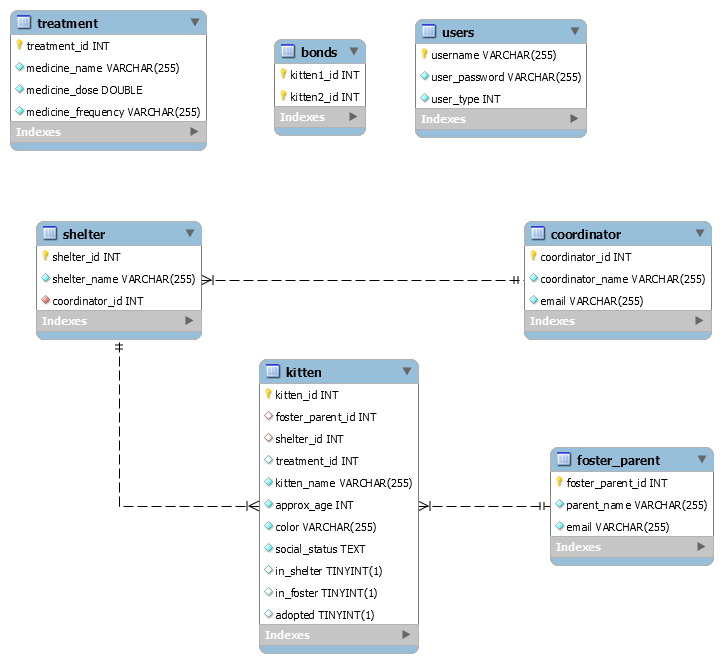 treatment
treatment_id INT
medicine_name VARCHAR(255)
medicine_dose DOUBLE
medicine_frequency VARCHAR(255)
Indexes
bonds
kitten1_id INT
kitten2_id INT
Indexes
users
username VARCHAR(255)
user_password VARCHAR(255)
user_type INT
Indexes
shelter
shelter_id INT
shelter_name VARCHAR(255)
coordinator_id INT
Indexes
coordinator
coordinator_id INT
coordinator_name VARCHAR(255)
email VARCHAR(255)
Indexes
kitten
kitten_id INT
foster_parent_id INT
shelter_id INT
treatment_id INT
kitten_name VARCHAR(255)
approx_age INT
color VARCHAR(255)
social_status TEXT
in_shelter TINYINT(1)
in_foster TINYINT(1)
adopted TINYINT(1)
Indexes
foster_parent
foster_parent_id INT
parent_name VARCHAR(255)
email VARCHAR(255)
Indexes